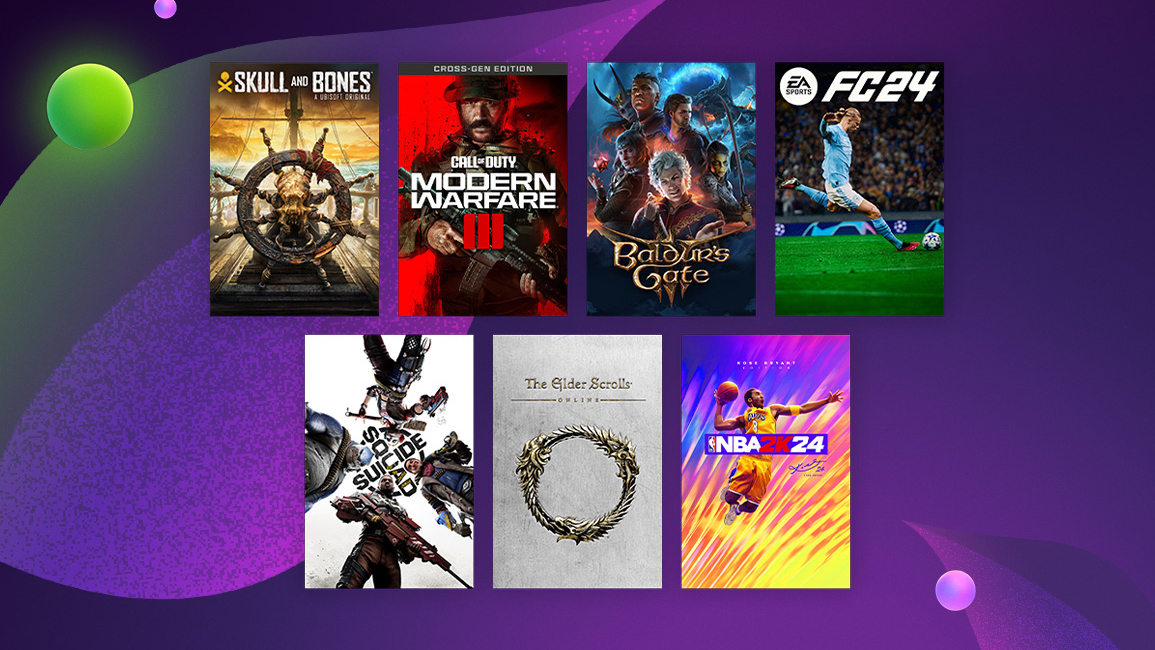 SKULL AND BONES
A UBISOFT ORIGINAL
CROSS-GEN EDITION
CALL OF DUTY
MODERN
WARFARE
III
Baldur's
Gate
III
EA
SPORTS
FC24
SUICIDE
SQUAD
The Elder Scrolls
ONLINE
KOBE BRYANT
EDITION
NBA2K24
24